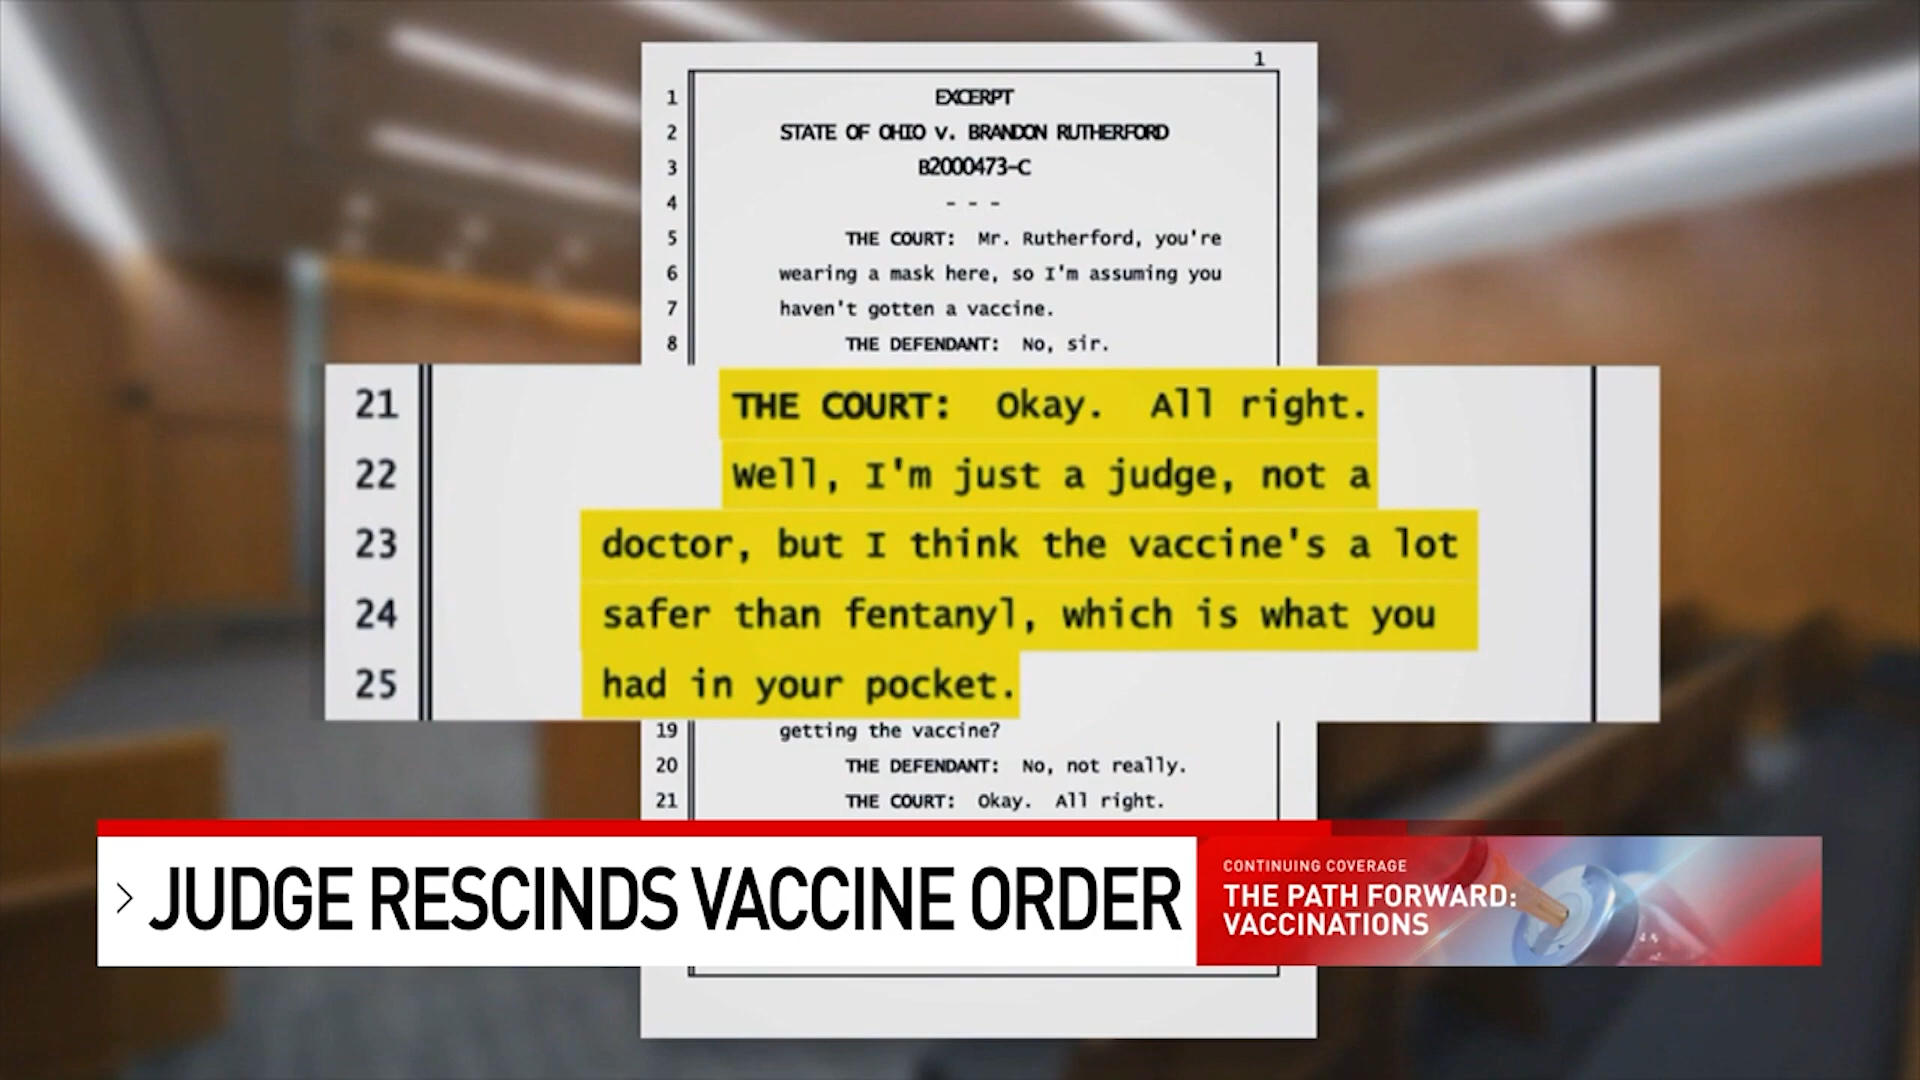 1
1 EXCERPT
2 STATE OF OHIO v. BRANDON RUTHERFORD
3 B2000473-C
4 - - -
5 THE COURT: Mr. Rutherford, you're
6 wearing a mask here, so I'm assuming you
7 haven't gotten a vaccine.
8 THE DEFENDANT: No, sir.
21 THE COURT: Okay. All right.
22 Well, I'm just a judge, not a
23 doctor, but I think the vaccine's a lot
24 safer than fentanyl, which is what you
25 had in your pocket.
19 getting the vaccine?
20 THE DEFENDANT: No, not really.
21 THE COURT: Okay. All right.
> JUDGE RESCINDS VACCINE ORDER
CONTINUING COVERAGE
THE PATH FORWARD:
VACCINATIONS